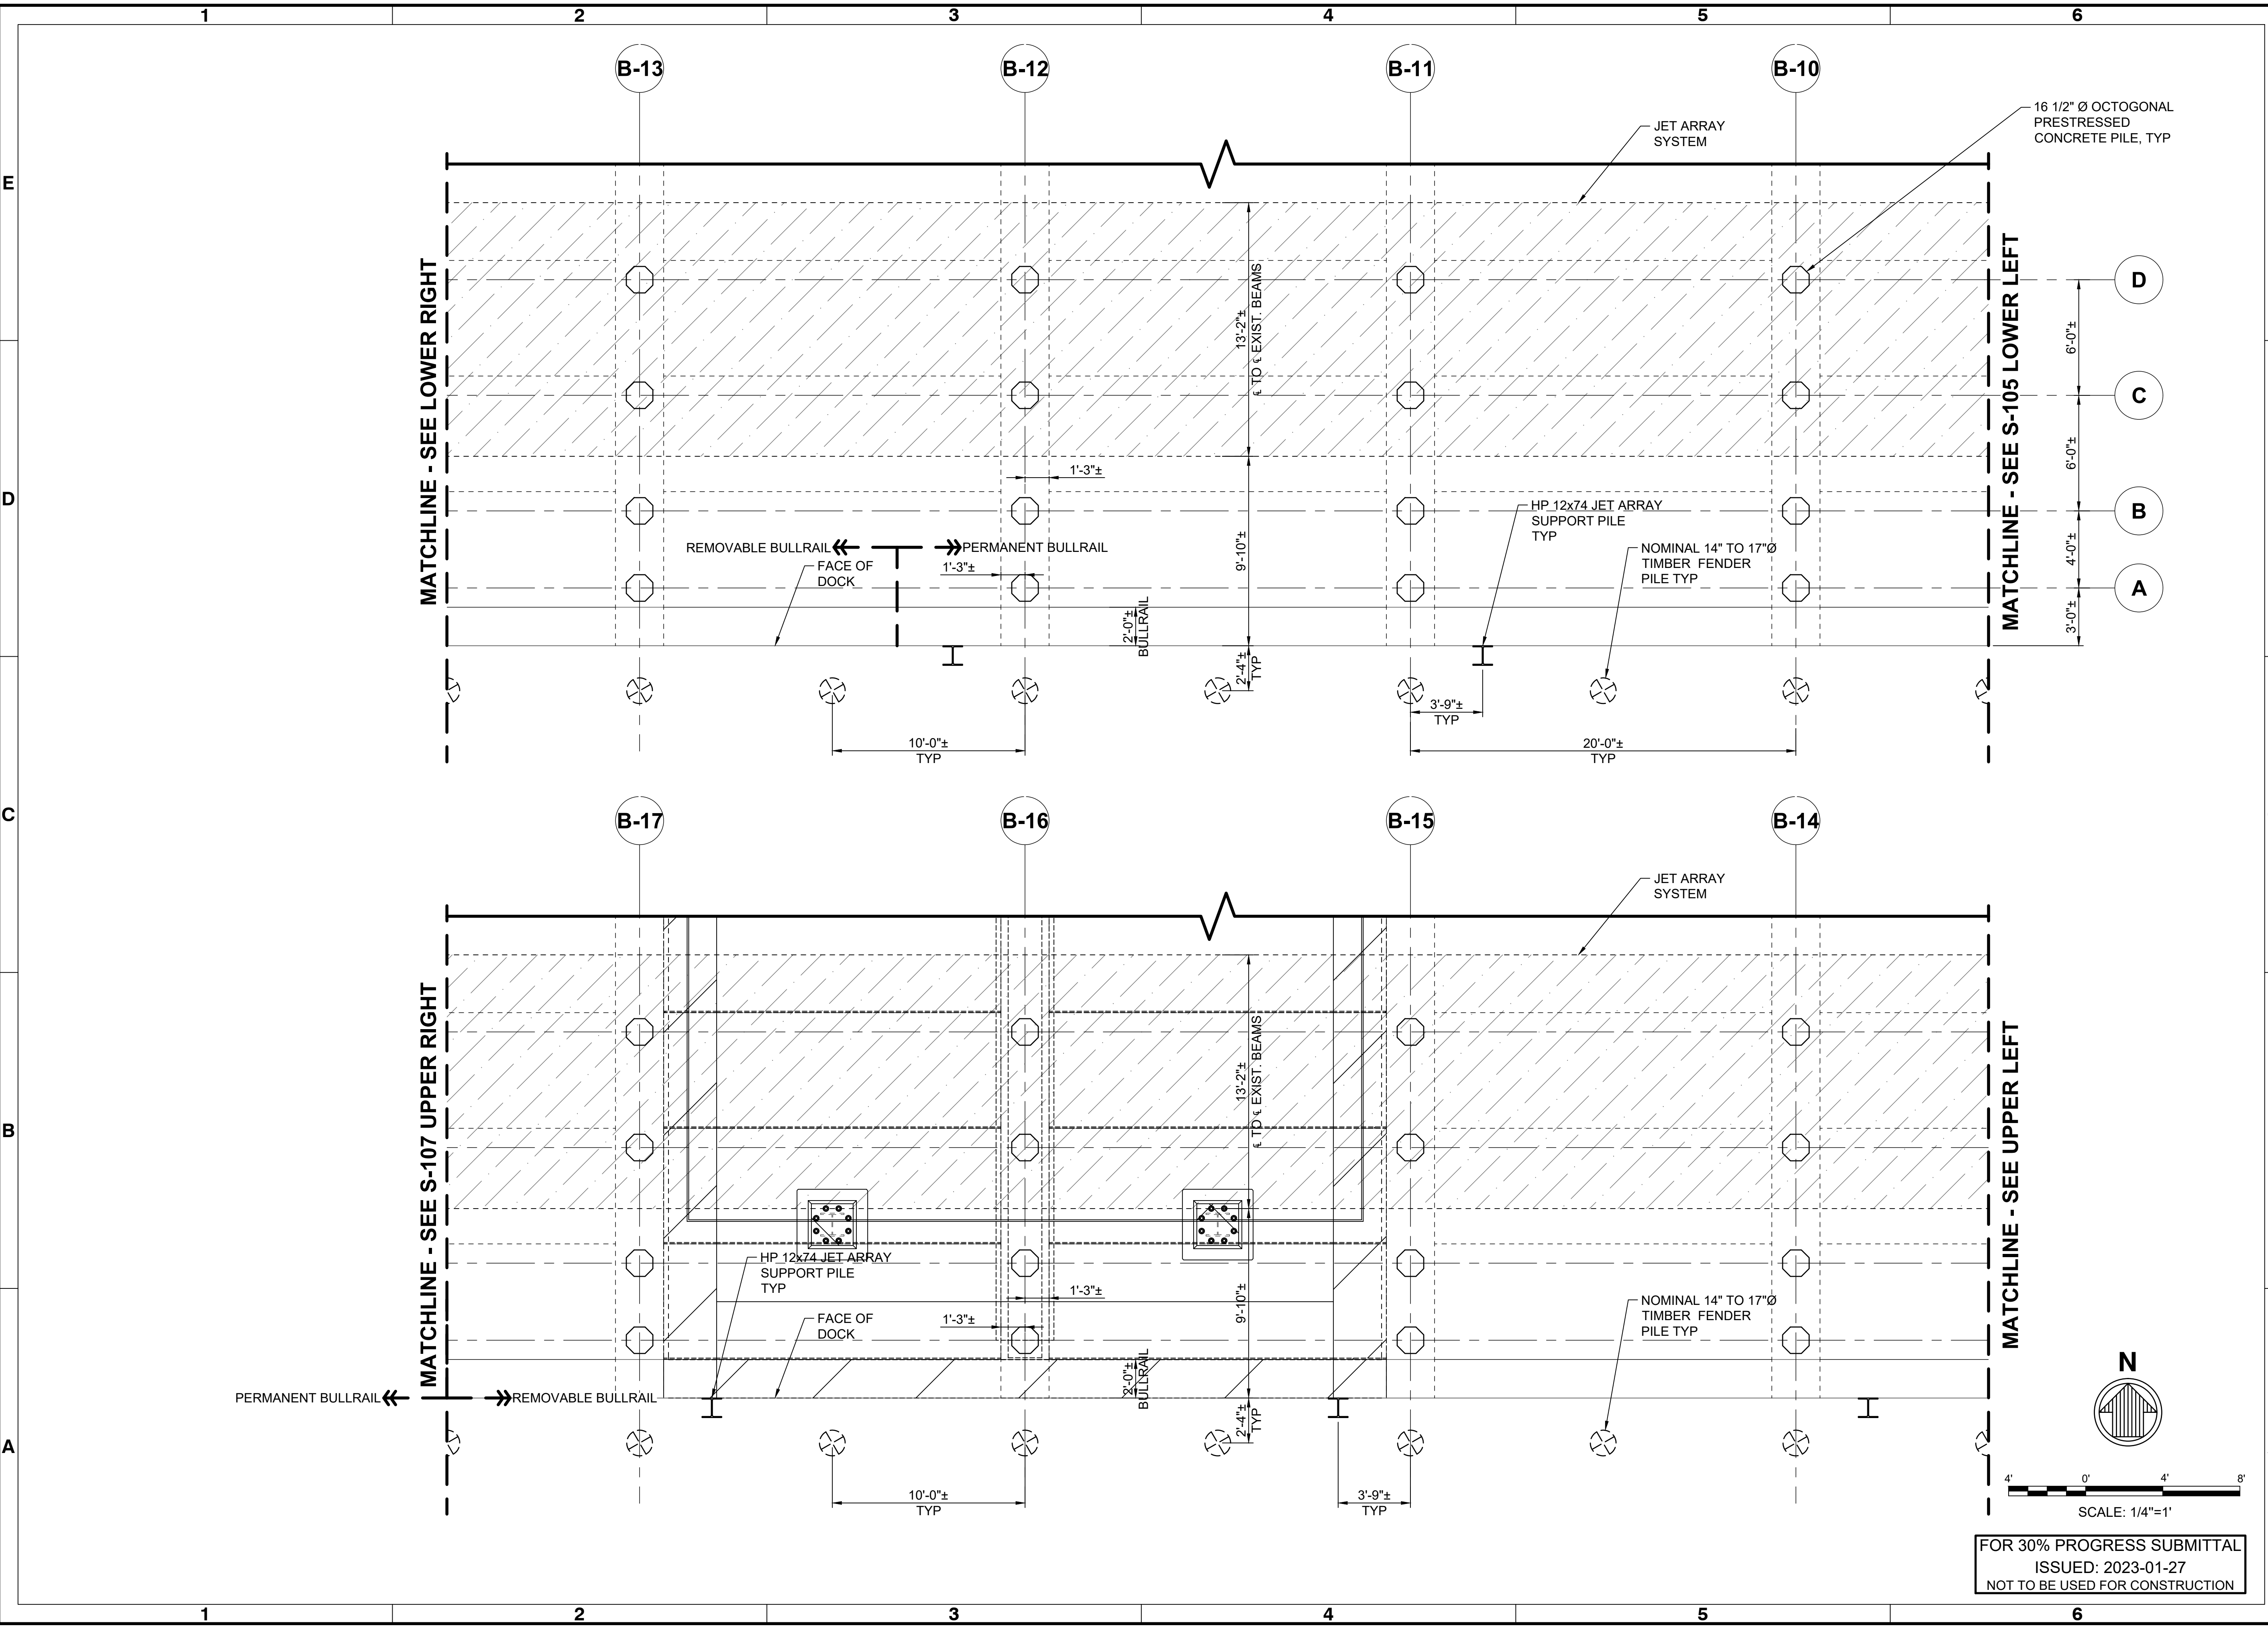 1 2 3 4 5 6
B-13 B-12 B-11 B-10
16 1/2" Ø OCTOGONAL
PRESTRESSED
CONCRETE PILE, TYP
JET ARRAY
SYSTEM
E
MATCHLINE - SEE LOWER RIGHT
13'-2"±
℄ TO ℄ EXIST. BEAMS
MATCHLINE - SEE S-105 LOWER LEFT
D
6'-0"±
C
6'-0"±
B
4'-0"±
A
3'-0"±
D
1'-3"±
HP 12x74 JET ARRAY
SUPPORT PILE
TYP
REMOVABLE BULLRAIL
PERMANENT BULLRAIL
NOMINAL 14" TO 17"Ø
TIMBER FENDER
PILE TYP
FACE OF
DOCK
1'-3"±
9'-10"±
2'-0"±
BULLRAIL
2'-4"±
TYP
3'-9"±
TYP
10'-0"±
TYP
20'-0"±
TYP
C
B-17 B-16 B-15 B-14
JET ARRAY
SYSTEM
MATCHLINE - SEE S-107 UPPER RIGHT
13'-2"±
℄ TO ℄ EXIST. BEAMS
MATCHLINE - SEE UPPER LEFT
B
HP 12x74 JET ARRAY
SUPPORT PILE
TYP
1'-3"±
9'-10"±
NOMINAL 14" TO 17"Ø
TIMBER FENDER
PILE TYP
FACE OF
DOCK
1'-3"±
2'-0"±
BULLRAIL
PERMANENT BULLRAIL
REMOVABLE BULLRAIL
2'-4"±
TYP
A
10'-0"±
TYP
3'-9"±
TYP
N
4' 0' 4' 8'
SCALE: 1/4"=1'
FOR 30% PROGRESS SUBMITTAL
ISSUED: 2023-01-27
NOT TO BE USED FOR CONSTRUCTION
1 2 3 4 5 6